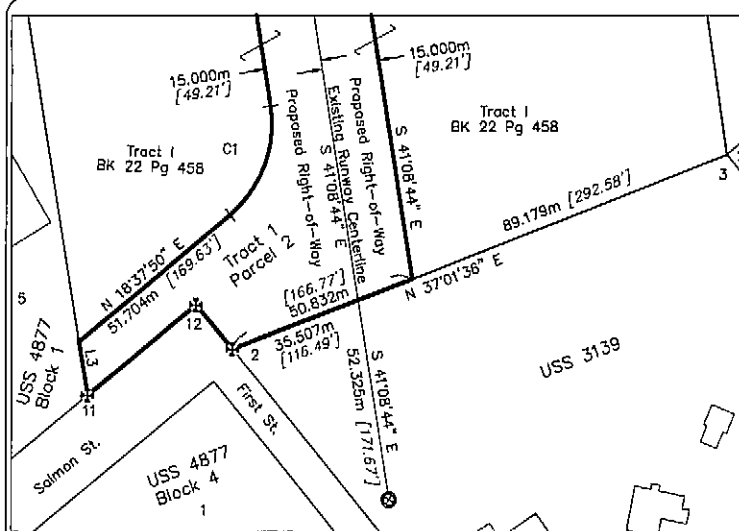 15.000m
[49.21']
15.000m
[49.21']
Tract I
BK 22 Pg 458
C1
Proposed Right-of-Way
Existing Runway Centerline
S 41°08'44" E
Proposed Right-of-Way
S 41°08'44" E
Tract I
BK 22 Pg 458
3
89.179m [292.58']
N 37°01'36" E
N 18°37'50" E
51.704m [169.63']
Tract 1
Parcel 2
[166.77']
50.832m
35.507m
[116.49']
12
2
5
USS 4877
Block 1
L3
11
S 41°08'44" E
52.325m [171.67']
USS 3139
First St.
Salmon St.
USS 4877
Block 4
1